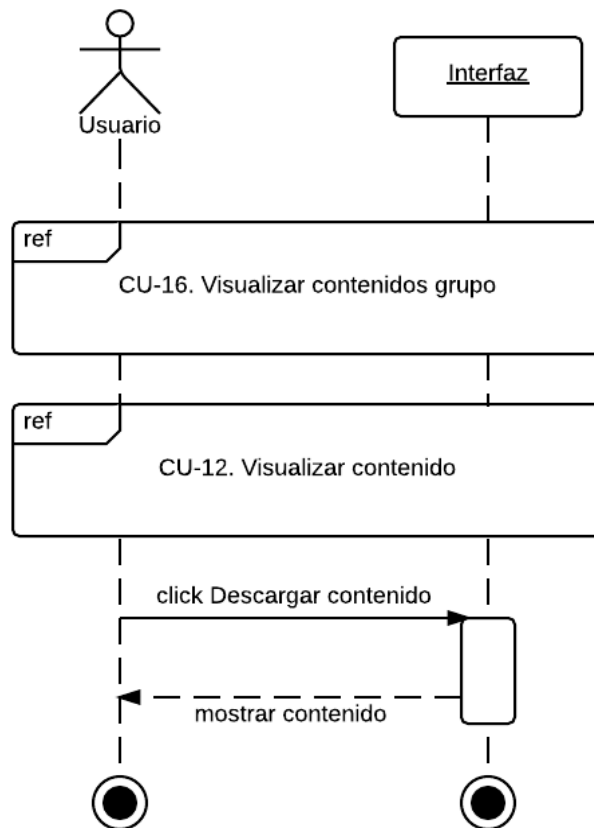 Usuario
Interfaz
ref
CU-16. Visualizar contenidos grupo
ref
CU-12. Visualizar contenido
click Descargar contenido
mostrar contenido